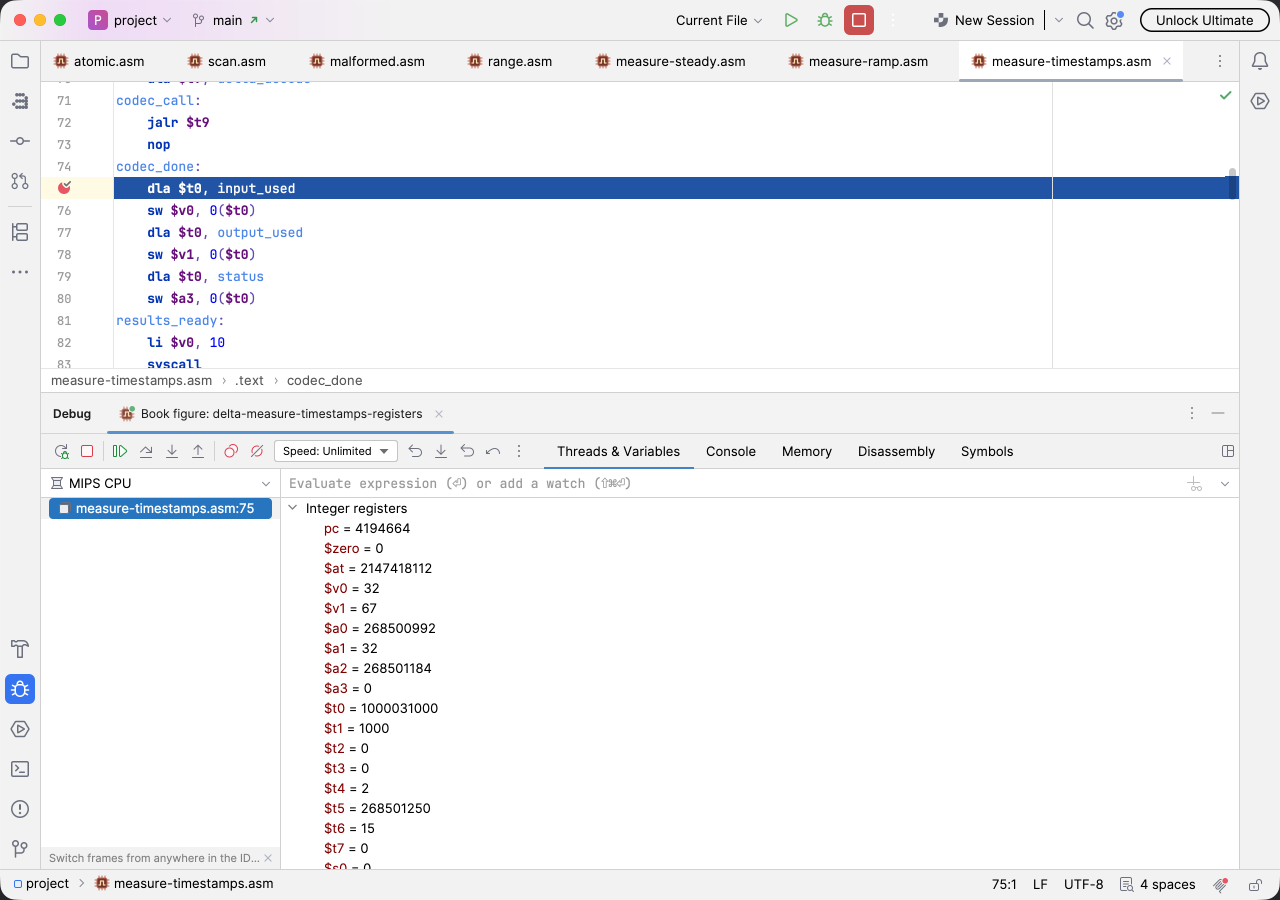 project main Current File New Session Unlock Ultimate
atomic.asm scan.asm malformed.asm range.asm measure-steady.asm measure-ramp.asm measure-timestamps.asm
71 codec_call:
72 jalr $t9
73 nop
74 codec_done:
dla $t0, input_used
76 sw $v0, 0($t0)
77 dla $t0, output_used
78 sw $v1, 0($t0)
79 dla $t0, status
80 sw $a3, 0($t0)
81 results_ready:
82 li $v0, 10
83 syscall
measure-timestamps.asm › .text › codec_done
Debug Book figure: delta-measure-timestamps-registers
Speed: Unlimited Threads & Variables Console Memory Disassembly Symbols
MIPS CPU Evaluate expression (⏎) or add a watch (⇧⌘⏎)
measure-timestamps.asm:75
Integer registers
pc = 4194664
$zero = 0
$at = 2147418112
$v0 = 32
$v1 = 67
$a0 = 268500992
$a1 = 32
$a2 = 268501184
$a3 = 0
$t0 = 1000031000
$t1 = 1000
$t2 = 0
$t3 = 0
$t4 = 2
$t5 = 268501250
$t6 = 15
$t7 = 0
$s0 = 0
Switch frames from anywhere in the ID...
project › measure-timestamps.asm 75:1 LF UTF-8 4 spaces